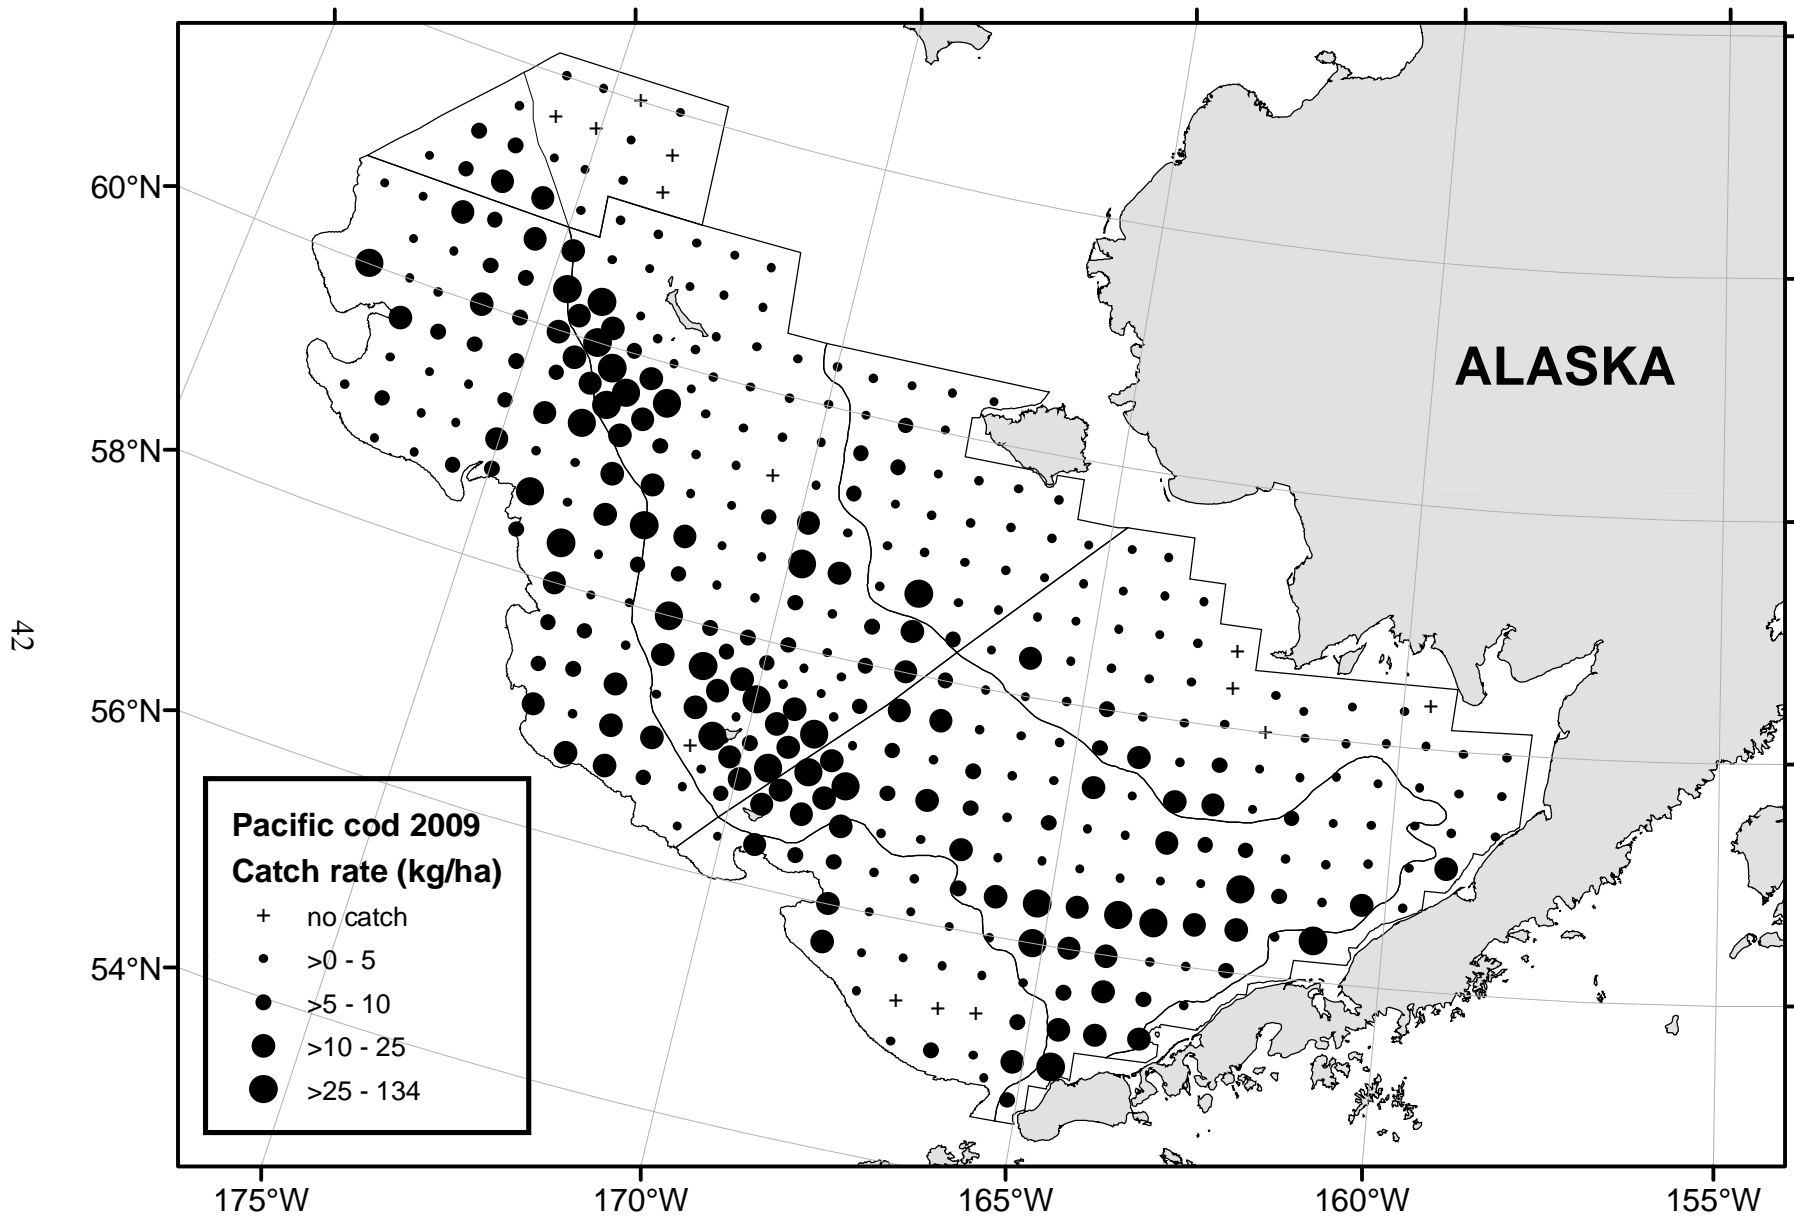 ALASKA
60°N
58°N
56°N
54°N
42
Pacific cod 2009
Catch rate (kg/ha)
+ no catch
>0 - 5
>5 - 10
>10 - 25
>25 - 134
175°W 170°W 165°W 160°W 155°W